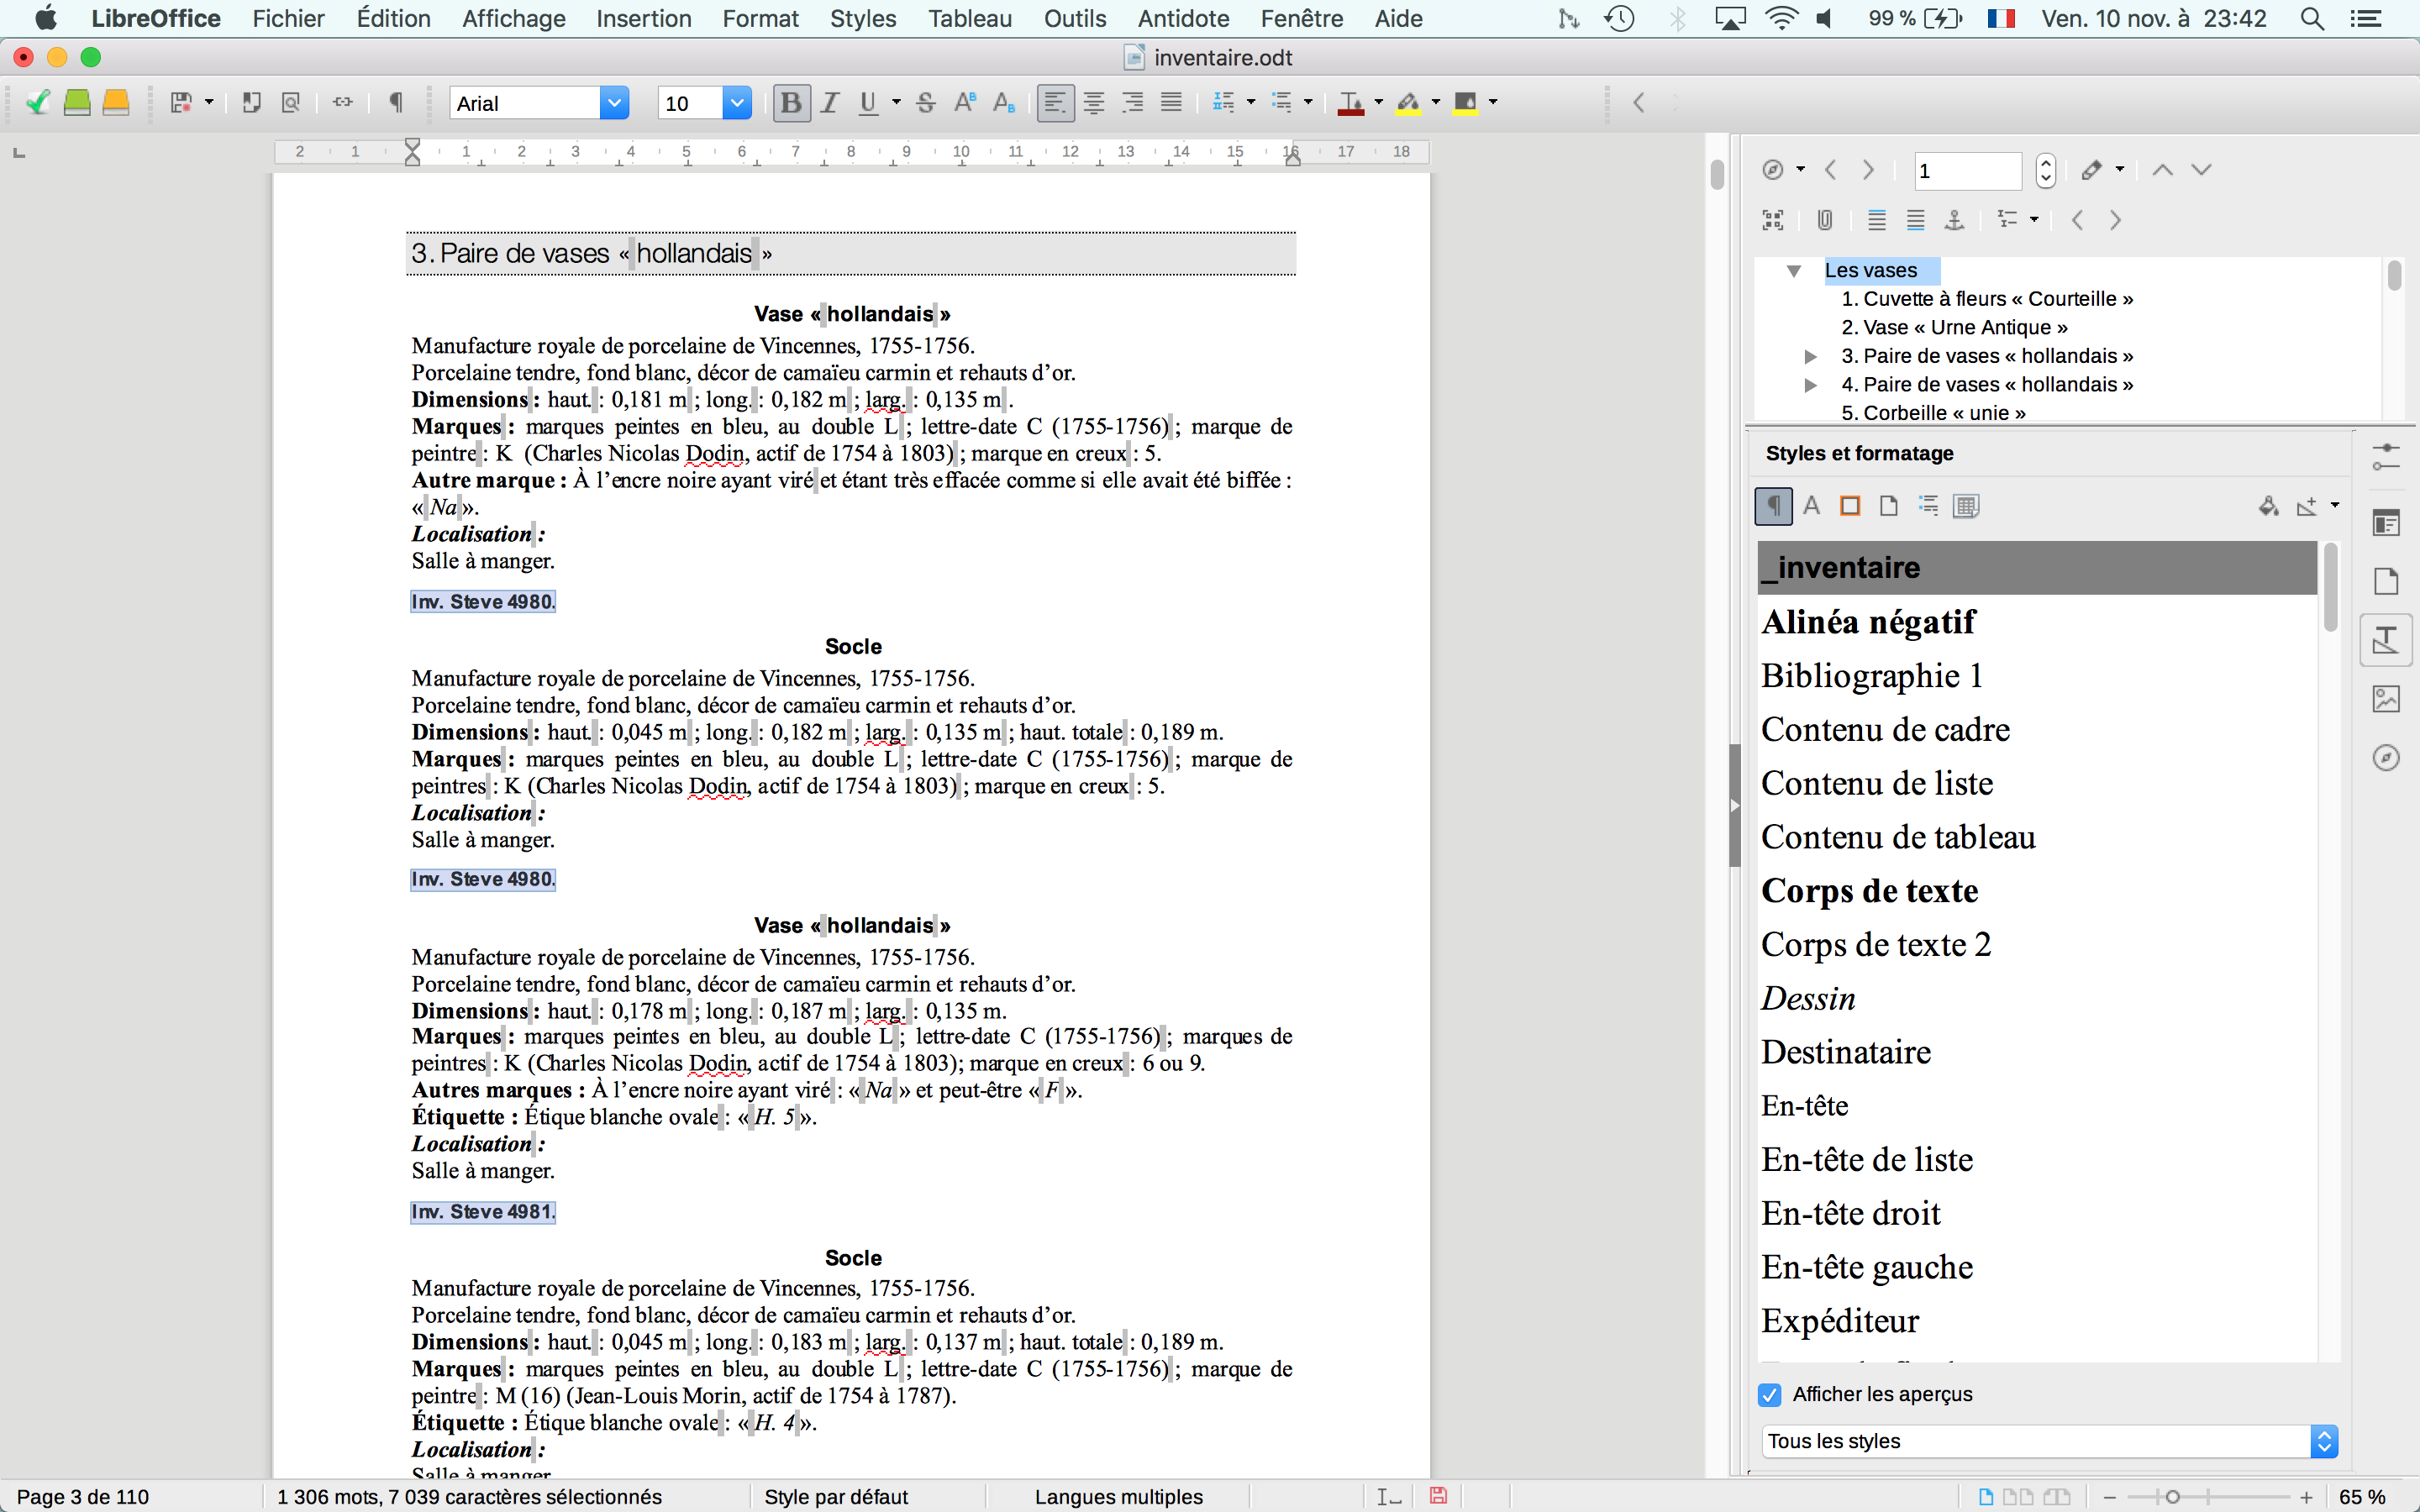 LibreOffice Fichier Édition Affichage Insertion Format Styles Tableau Outils Antidote Fenêtre Aide 99 % Ven. 10 nov. à 23:42
inventaire.odt
Arial 10
2 1 1 2 3 4 5 6 7 8 9 10 11 12 13 14 15 16 17 18
3. Paire de vases « hollandais »
Vase « hollandais »
Manufacture royale de porcelaine de Vincennes, 1755-1756.
Porcelaine tendre, fond blanc, décor de camaïeu carmin et rehauts d’or.
Dimensions : haut. : 0,181 m ; long. : 0,182 m ; larg. : 0,135 m .
Marques : marques peintes en bleu, au double L ; lettre-date C (1755-1756) ; marque de
peintre : K (Charles Nicolas Dodin, actif de 1754 à 1803) ; marque en creux : 5.
Autre marque : À l’encre noire ayant viré et étant très effacée comme si elle avait été biffée :
« Na ».
Localisation :
Salle à manger.
Inv. Steve 4980.
Socle
Manufacture royale de porcelaine de Vincennes, 1755-1756.
Porcelaine tendre, fond blanc, décor de camaïeu carmin et rehauts d’or.
Dimensions : haut. : 0,045 m ; long. : 0,182 m ; larg. : 0,135 m ; haut. totale : 0,189 m.
Marques : marques peintes en bleu, au double L ; lettre-date C (1755-1756) ; marque de
peintres : K (Charles Nicolas Dodin, actif de 1754 à 1803) ; marque en creux : 5.
Localisation :
Salle à manger.
Inv. Steve 4980.
Vase « hollandais »
Manufacture royale de porcelaine de Vincennes, 1755-1756.
Porcelaine tendre, fond blanc, décor de camaïeu carmin et rehauts d’or.
Dimensions : haut. : 0,178 m ; long. : 0,187 m ; larg. : 0,135 m.
Marques : marques peintes en bleu, au double L ; lettre-date C (1755-1756) ; marques de
peintres : K (Charles Nicolas Dodin, actif de 1754 à 1803); marque en creux : 6 ou 9.
Autres marques : À l’encre noire ayant viré : « Na » et peut-être « F ».
Étiquette : Étique blanche ovale : « H. 5 ».
Localisation :
Salle à manger.
Inv. Steve 4981.
Socle
Manufacture royale de porcelaine de Vincennes, 1755-1756.
Porcelaine tendre, fond blanc, décor de camaïeu carmin et rehauts d’or.
Dimensions : haut. : 0,045 m ; long. : 0,183 m ; larg. : 0,137 m ; haut. totale : 0,189 m.
Marques : marques peintes en bleu, au double L ; lettre-date C (1755-1756) ; marque de
peintre : M (16) (Jean-Louis Morin, actif de 1754 à 1787).
Étiquette : Étique blanche ovale : « H. 4 ».
Localisation :
Salle à manger.
1
Les vases
1. Cuvette à fleurs « Courteille »
2. Vase « Urne Antique »
3. Paire de vases « hollandais »
4. Paire de vases « hollandais »
5. Corbeille « unie »
Styles et formatage
_inventaire
Alinéa négatif
Bibliographie 1
Contenu de cadre
Contenu de liste
Contenu de tableau
Corps de texte
Corps de texte 2
Dessin
Destinataire
En-tête
En-tête de liste
En-tête droit
En-tête gauche
Expéditeur
Afficher les aperçus
Tous les styles
Page 3 de 110 1 306 mots, 7 039 caractères sélectionnés Style par défaut Langues multiples 65 %